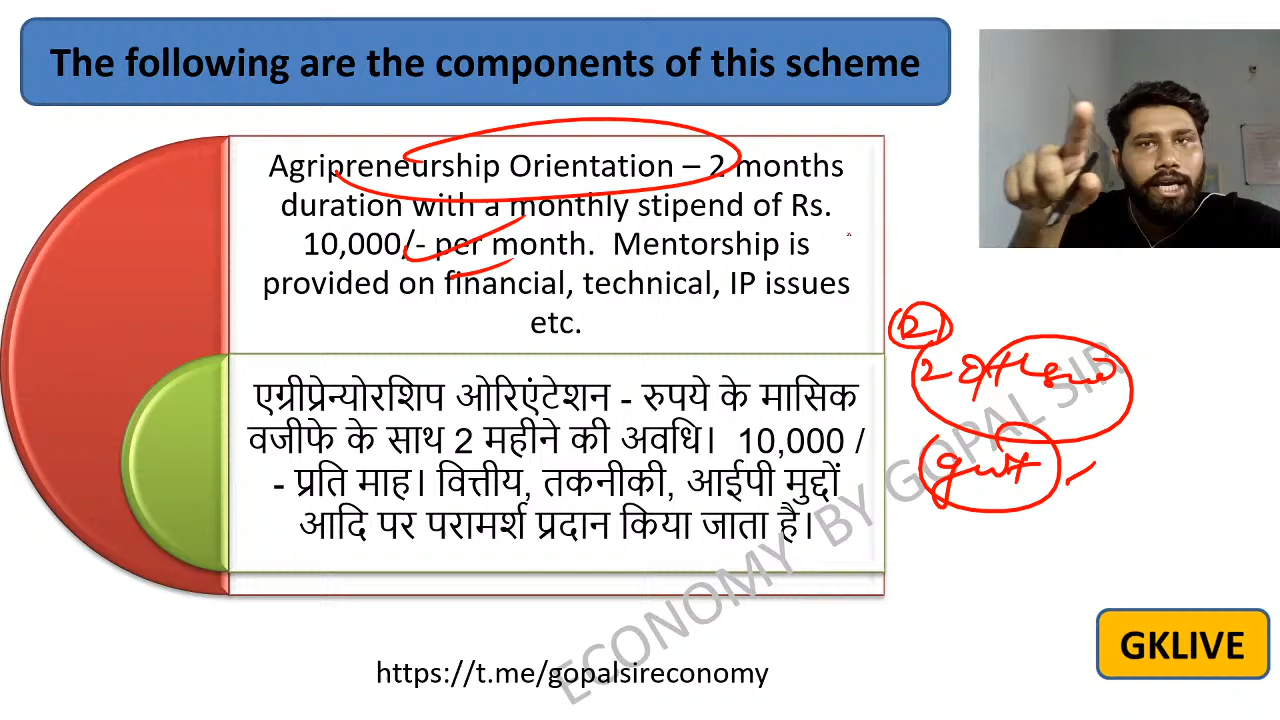 The following are the components of this scheme
Agripreneurship Orientation – 2 months
duration with a monthly stipend of Rs.
10,000/- per month.  Mentorship is
provided on financial, technical, IP issues
etc.
एग्रीप्रेन्योरशिप ओरिएंटेशन - रुपये के मासिक
वजीफे के साथ 2 महीने की अवधि।  10,000 /
- प्रति माह। वित्तीय, तकनीकी, आईपी मुद्दों
आदि पर परामर्श प्रदान किया जाता है।
(2)
govt
ECONOMY BY GOPAL SIR
GKLIVE
https://t.me/gopalsireconomy